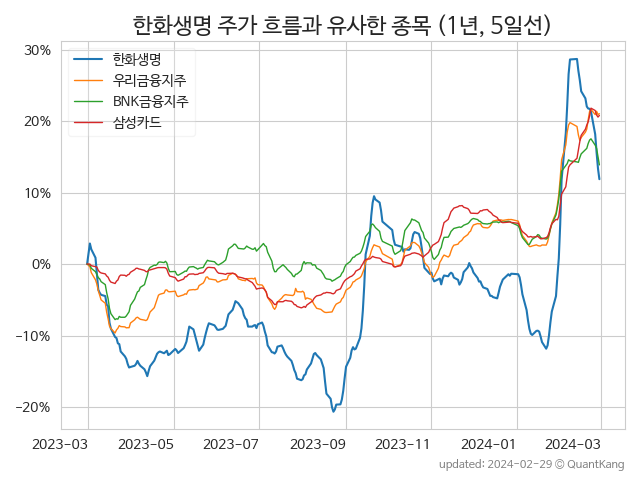 한화생명 주가 흐름과 유사한 종목 (1년, 5일선)
한화생명
우리금융지주
BNK금융지주
삼성카드
30%
20%
10%
0%
−10%
−20%
2023-03
2023-05
2023-07
2023-09
2023-11
2024-01
2024-03
updated: 2024-02-29 © QuantKang